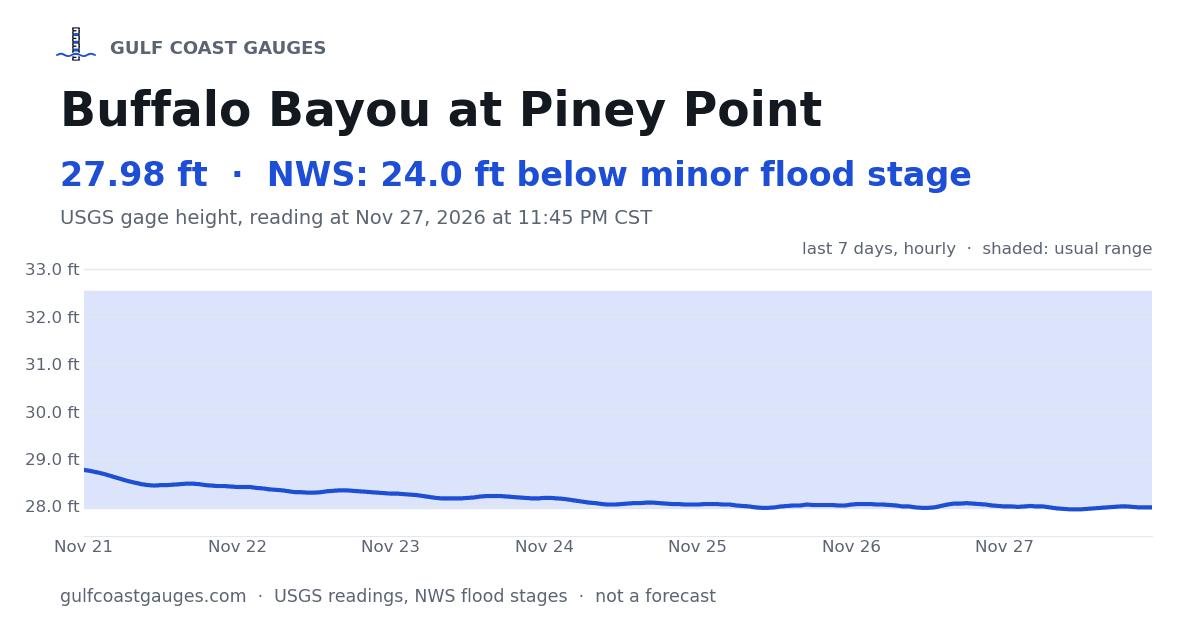 GULF COAST GAUGES
Buffalo Bayou at Piney Point
27.98 ft · NWS: 24.0 ft below minor flood stage
USGS gage height, reading at Nov 27, 2026 at 11:45 PM CST
last 7 days, hourly · shaded: usual range
33.0 ft
32.0 ft
31.0 ft
30.0 ft
29.0 ft
28.0 ft
Nov 21 Nov 22 Nov 23 Nov 24 Nov 25 Nov 26 Nov 27
gulfcoastgauges.com · USGS readings, NWS flood stages · not a forecast